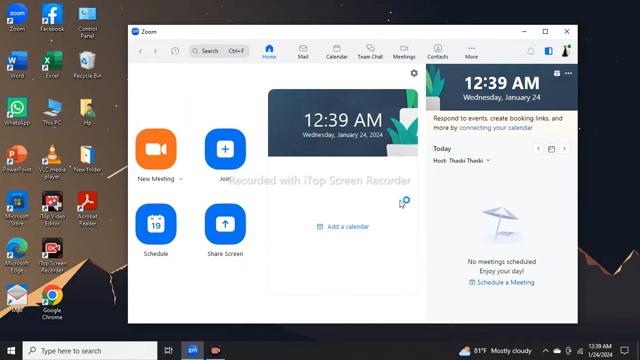 Zoom
Facebook
Control
Panel
Word
Excel
Recycle Bin
WhatsApp
This PC
Hp
PowerPoint
VLC media
player
New folder
Microsoft
Store
iTop Video
Editor
Acrobat
Reader
Microsoft
Edge
iTop Screen
Recorder
Mail
Google
Chrome
Zoom
Search Ctrl+F
Home
Mail
Calendar
Team Chat
Meetings
Contacts
More
12:39 AM
Wednesday, January 24, 2024
New Meeting
Join
Recorded with iTop Screen Recorder
19
Schedule
Share Screen
Add a calendar
12:39 AM
Wednesday, January 24
Respond to events, create booking links, and
more by connecting your calendar
Today
Host: Thaski Thaski
No meetings scheduled
Enjoy your day!
Schedule a Meeting
Type here to search
zm
81°F Mostly cloudy
12:39 AM
1/24/2024